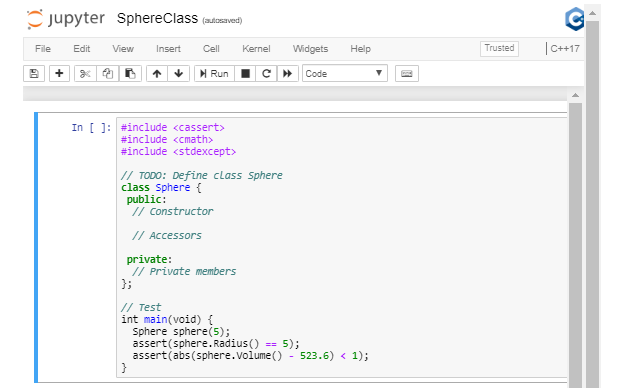 jupyter SphereClass (autosaved)
File Edit View Insert Cell Kernel Widgets Help Trusted C++17
Run Code
In [ ]: #include <cassert>
#include <cmath>
#include <stdexcept>
// TODO: Define class Sphere
class Sphere {
public:
// Constructor
// Accessors
private:
// Private members
};
// Test
int main(void) {
Sphere sphere(5);
assert(sphere.Radius() == 5);
assert(abs(sphere.Volume() - 523.6) < 1);
}